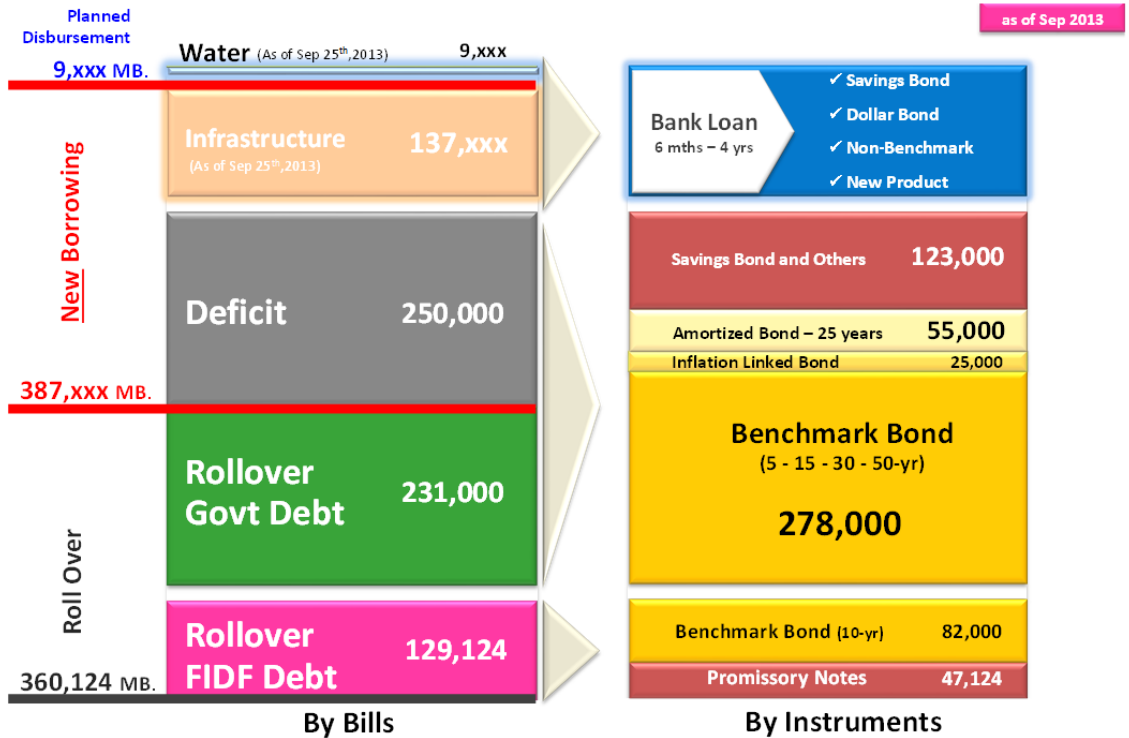 as of Sep 2013
Planned
Disbursement
9,xxx MB.
New Borrowing
387,xxx MB.
Roll Over
360,124 MB.
Water (As of Sep 25th,2013) 9,xxx
Infrastructure 137,xxx
(As of Sep 25th,2013)
Deficit 250,000
Rollover
Govt Debt 231,000
Rollover
FIDF Debt 129,124
By Bills
Bank Loan
6 mths – 4 yrs
✓ Savings Bond
✓ Dollar Bond
✓ Non-Benchmark
✓ New Product
Savings Bond and Others 123,000
Amortized Bond – 25 years 55,000
Inflation Linked Bond 25,000
Benchmark Bond
(5 - 15 - 30 - 50-yr)
278,000
Benchmark Bond (10-yr) 82,000
Promissory Notes 47,124
By Instruments